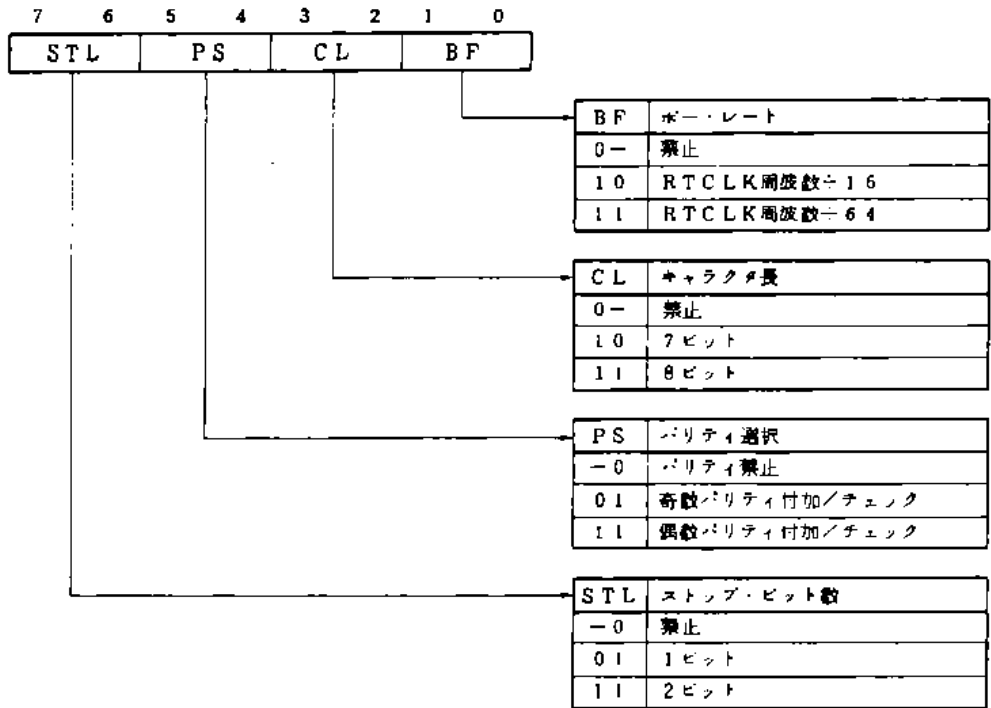 7 6 5 4 3 2 1 0
STL PS CL BF
BF ボー・レート
0− 禁止
10 RTCLK周波数÷16
11 RTCLK周波数÷64
CL キャラクタ長
0− 禁止
10 7ビット
11 8ビット
PS パリティ選択
−0 パリティ禁止
01 奇数パリティ付加/チェック
11 偶数パリティ付加/チェック
STL ストップ・ビット数
−0 禁止
01 1ビット
11 2ビット